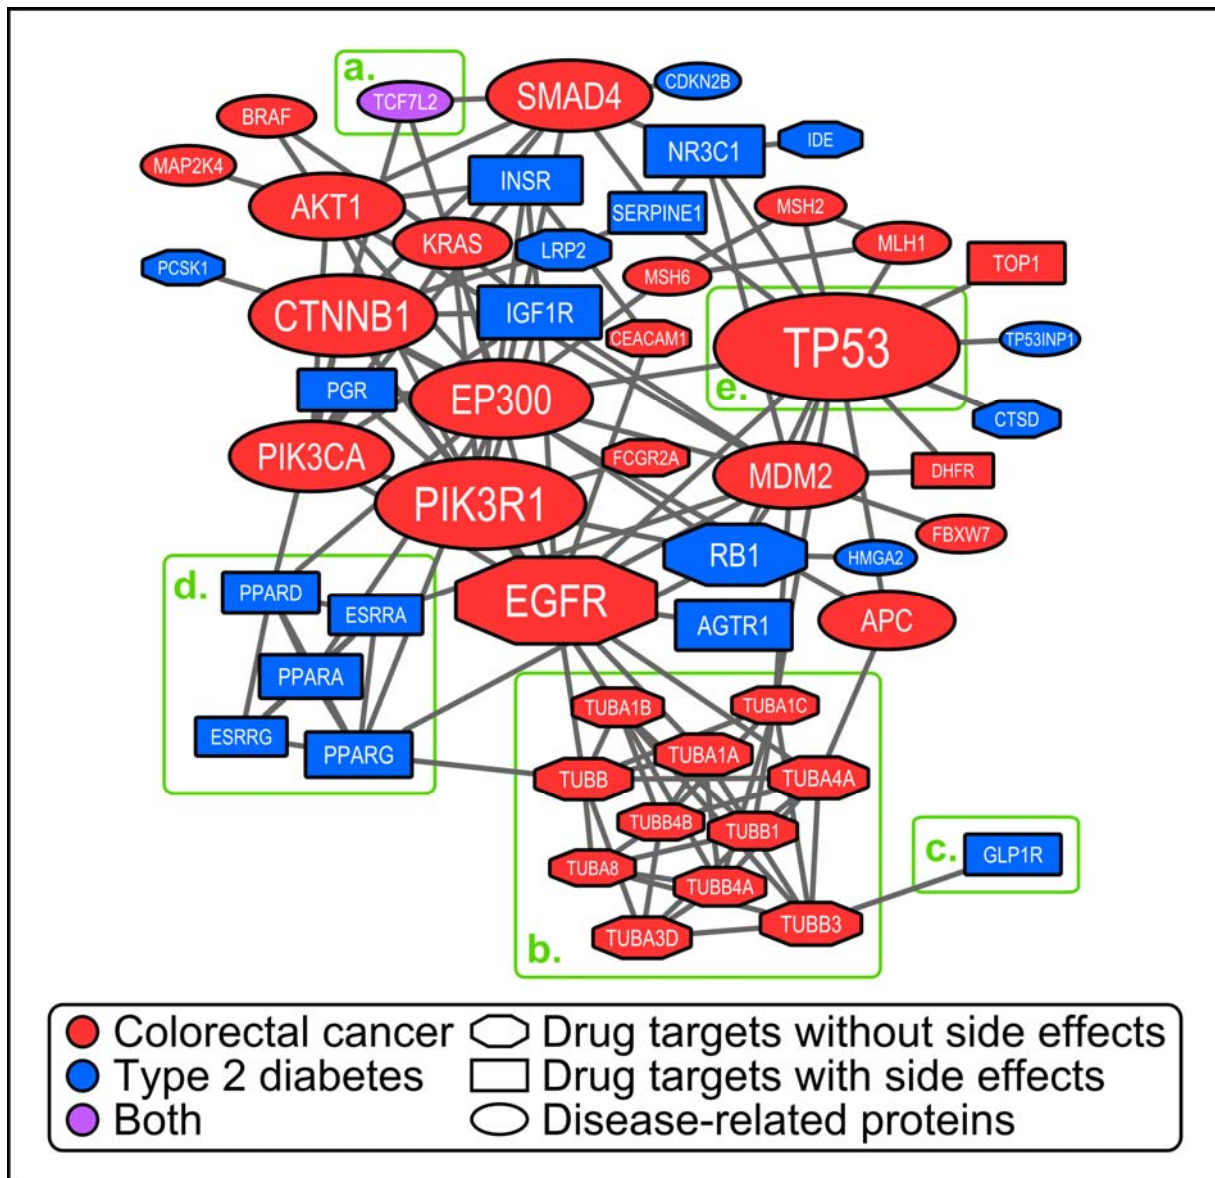 a.
TCF7L2
SMAD4
CDKN2B
BRAF
NR3C1
IDE
MAP2K4
INSR
AKT1
SERPINE1
MSH2
KRAS
LRP2
MLH1
PCSK1
MSH6
TOP1
CTNNB1
IGF1R
CEACAM1
TP53
TP53INP1
PGR
EP300
e.
CTSD
PIK3CA
FCGR2A
MDM2
DHFR
PIK3R1
FBXW7
RB1
HMGA2
d.
PPARD
ESRRA
EGFR
AGTR1
APC
PPARA
ESRRG
PPARG
TUBA1B
TUBA1C
TUBA1A
TUBB
TUBA4A
TUBB4B
TUBB1
TUBA8
TUBB4A
c.
GLP1R
TUBA3D
TUBB3
b.
Colorectal cancer
Drug targets without side effects
Type 2 diabetes
Drug targets with side effects
Both
Disease-related proteins